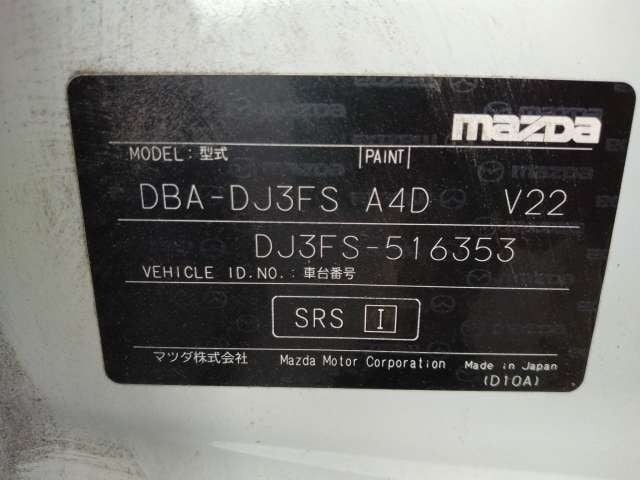 mazda
MODEL: 型式 |PAINT|
DBA-DJ3FS A4D V22
DJ3FS-516353
VEHICLE ID.NO.: 車台番号
SRS I
マツダ株式会社 Mazda Motor Corporation Made in Japan
(D10A)